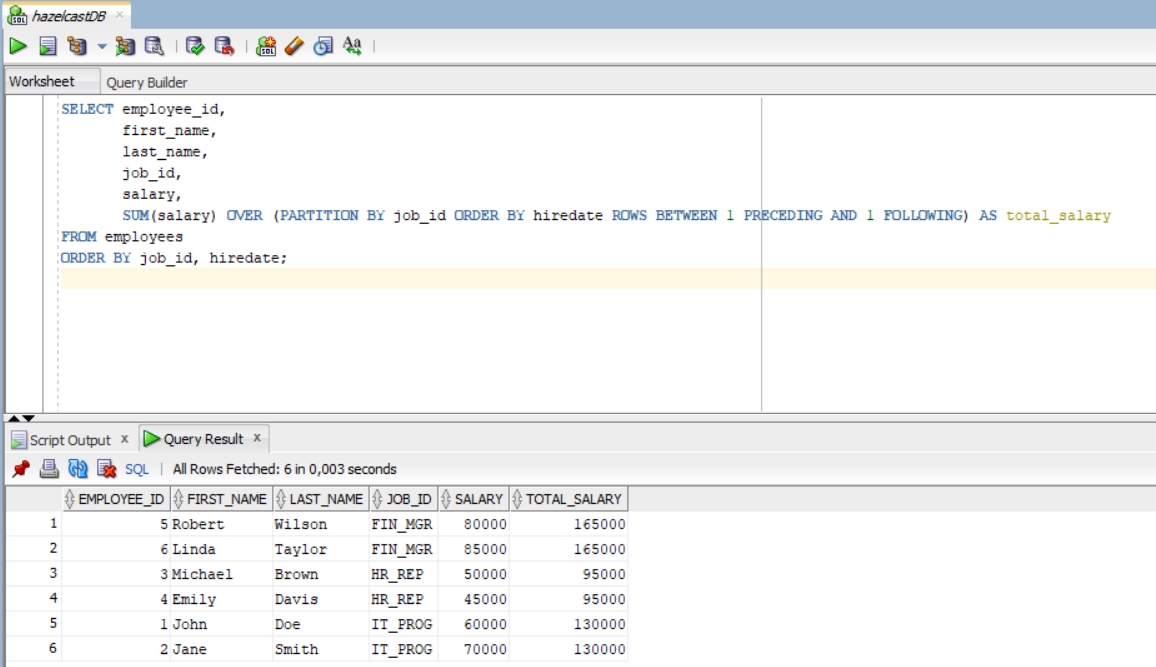 hazelcastDB
Worksheet Query Builder
SELECT employee_id,
first_name,
last_name,
job_id,
salary,
SUM(salary) OVER (PARTITION BY job_id ORDER BY hiredate ROWS BETWEEN 1 PRECEDING AND 1 FOLLOWING) AS total_salary
FROM employees
ORDER BY job_id, hiredate;
Script Output x Query Result x
SQL | All Rows Fetched: 6 in 0,003 seconds
EMPLOYEE_ID FIRST_NAME LAST_NAME JOB_ID SALARY TOTAL_SALARY
1 5 Robert Wilson FIN_MGR 80000 165000
2 6 Linda Taylor FIN_MGR 85000 165000
3 3 Michael Brown HR_REP 50000 95000
4 4 Emily Davis HR_REP 45000 95000
5 1 John Doe IT_PROG 60000 130000
6 2 Jane Smith IT_PROG 70000 130000